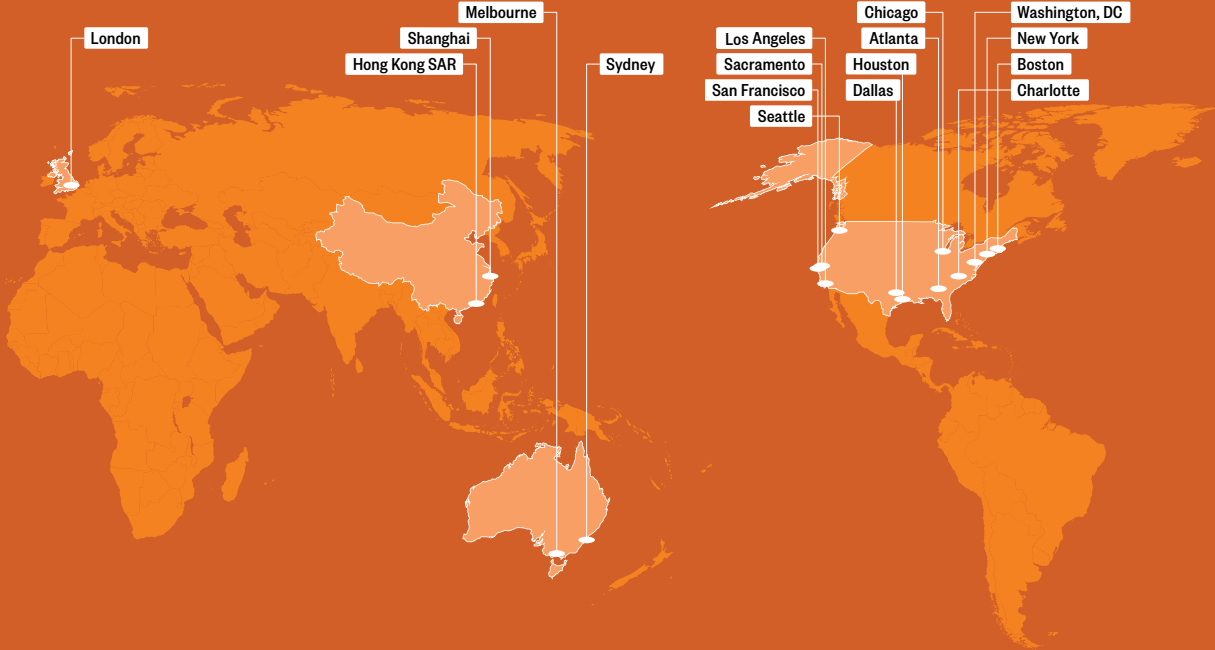 Melbourne
Chicago
Washington, DC
London
Shanghai
Los Angeles
Atlanta
New York
Hong Kong SAR
Sydney
Sacramento
Houston
Boston
San Francisco
Dallas
Charlotte
Seattle